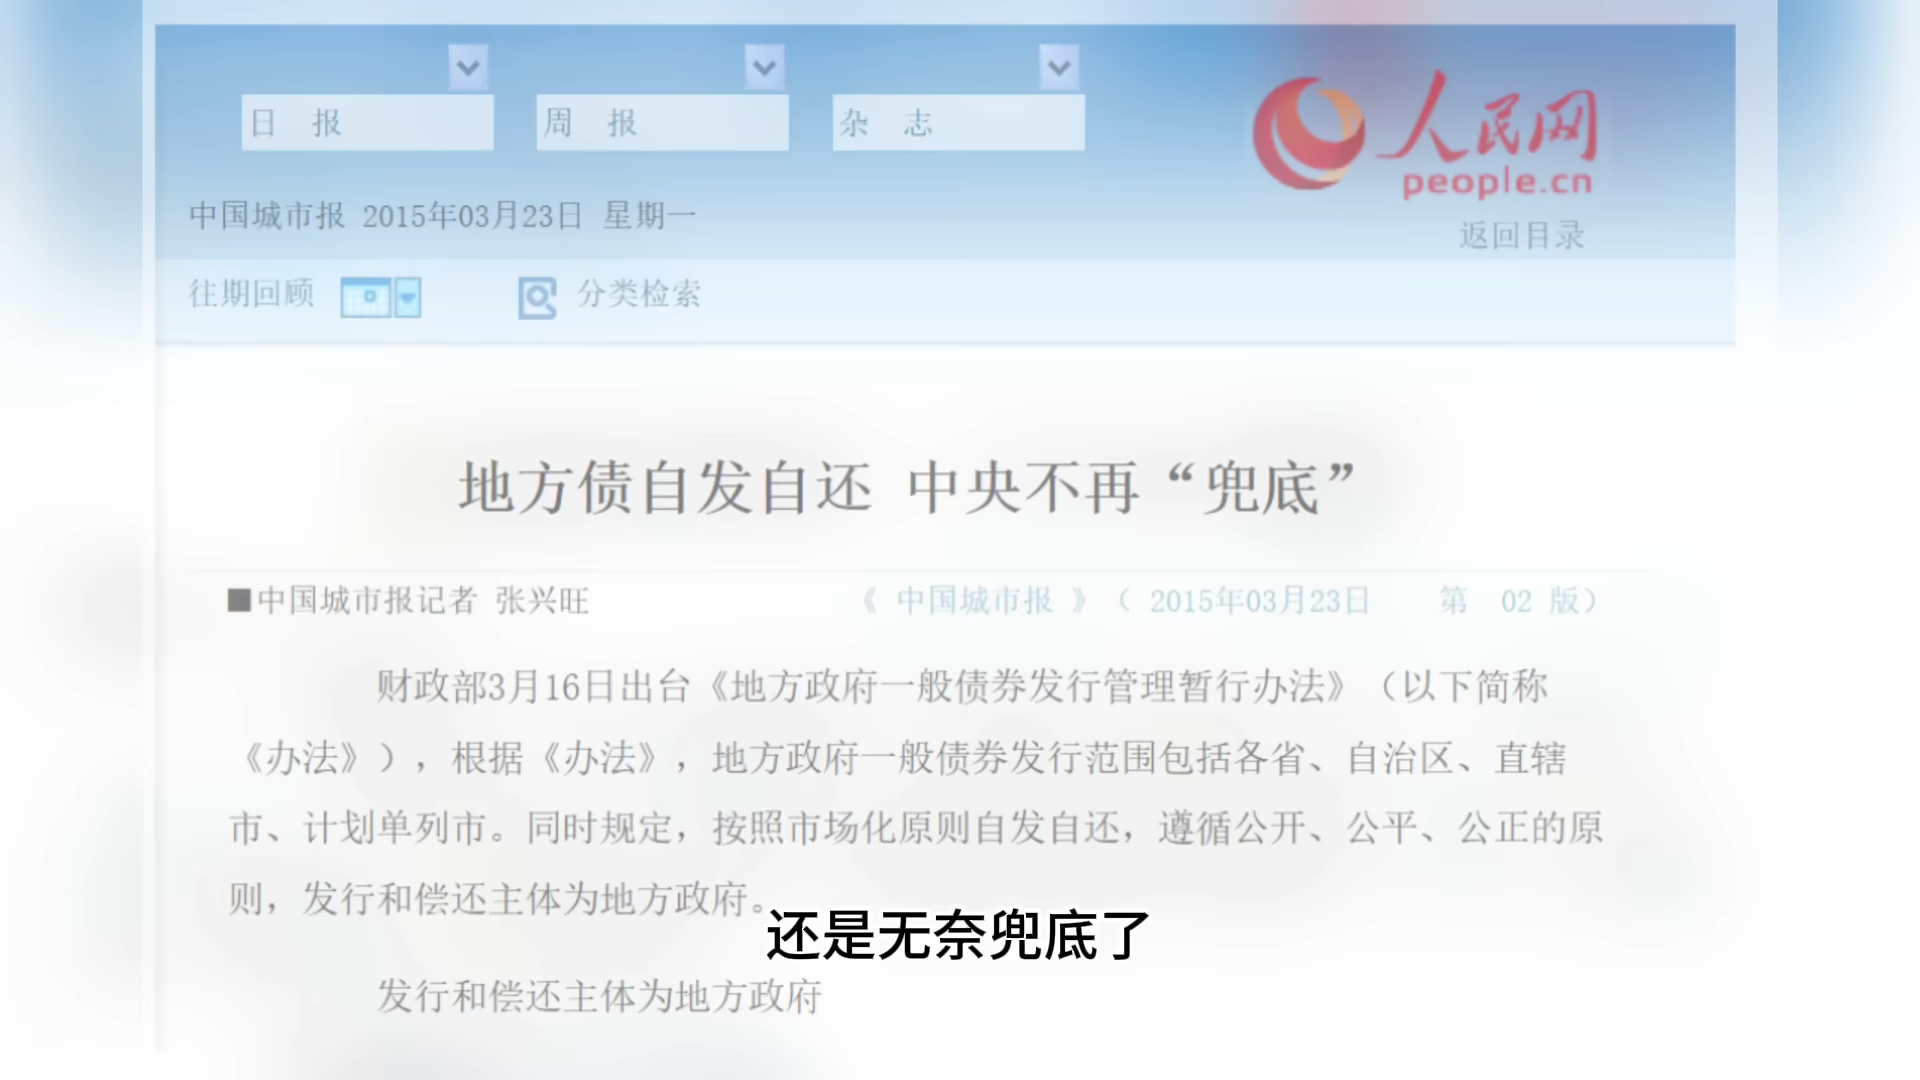 日 报
周 报
杂 志
人民网
people.cn
中国城市报 2015年03月23日 星期一
返回目录
往期回顾
分类检索
地方债自发自还 中央不再“兜底”
■中国城市报记者 张兴旺
《 中国城市报 》（ 2015年03月23日 第 02 版）
财政部3月16日出台《地方政府一般债券发行管理暂行办法》（以下简称
《办法》），根据《办法》，地方政府一般债券发行范围包括各省、自治区、直辖
市、计划单列市。同时规定，按照市场化原则自发自还，遵循公开、公平、公正的原
则，发行和偿还主体为地方政府。
还是无奈兜底了
发行和偿还主体为地方政府